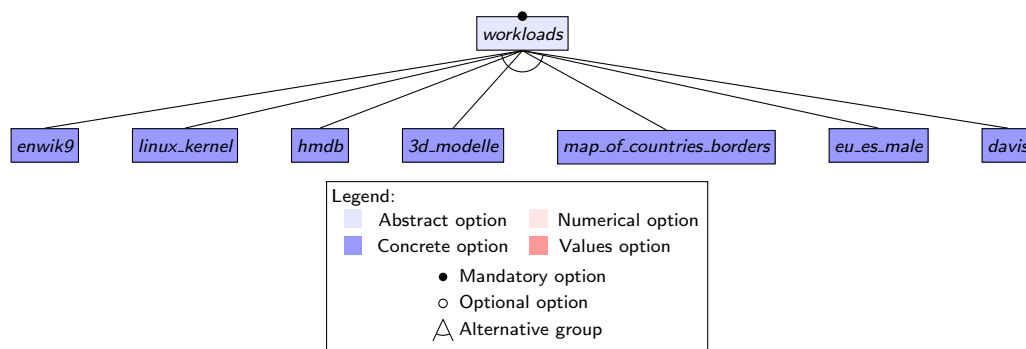 workloads
enwik9 linux_kernel hmdb 3d_modelle map_of_countries_borders eu_es_male davis
Legend:
Abstract option Numerical option
Concrete option Values option
Mandatory option
Optional option
Alternative group